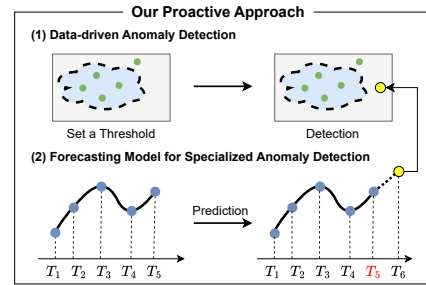 Our Proactive Approach
(1) Data-driven Anomaly Detection
Set a Threshold
Detection
(2) Forecasting Model for Specialized Anomaly Detection
Prediction
T1 T2 T3 T4 T5
T1 T2 T3 T4 T5 T6